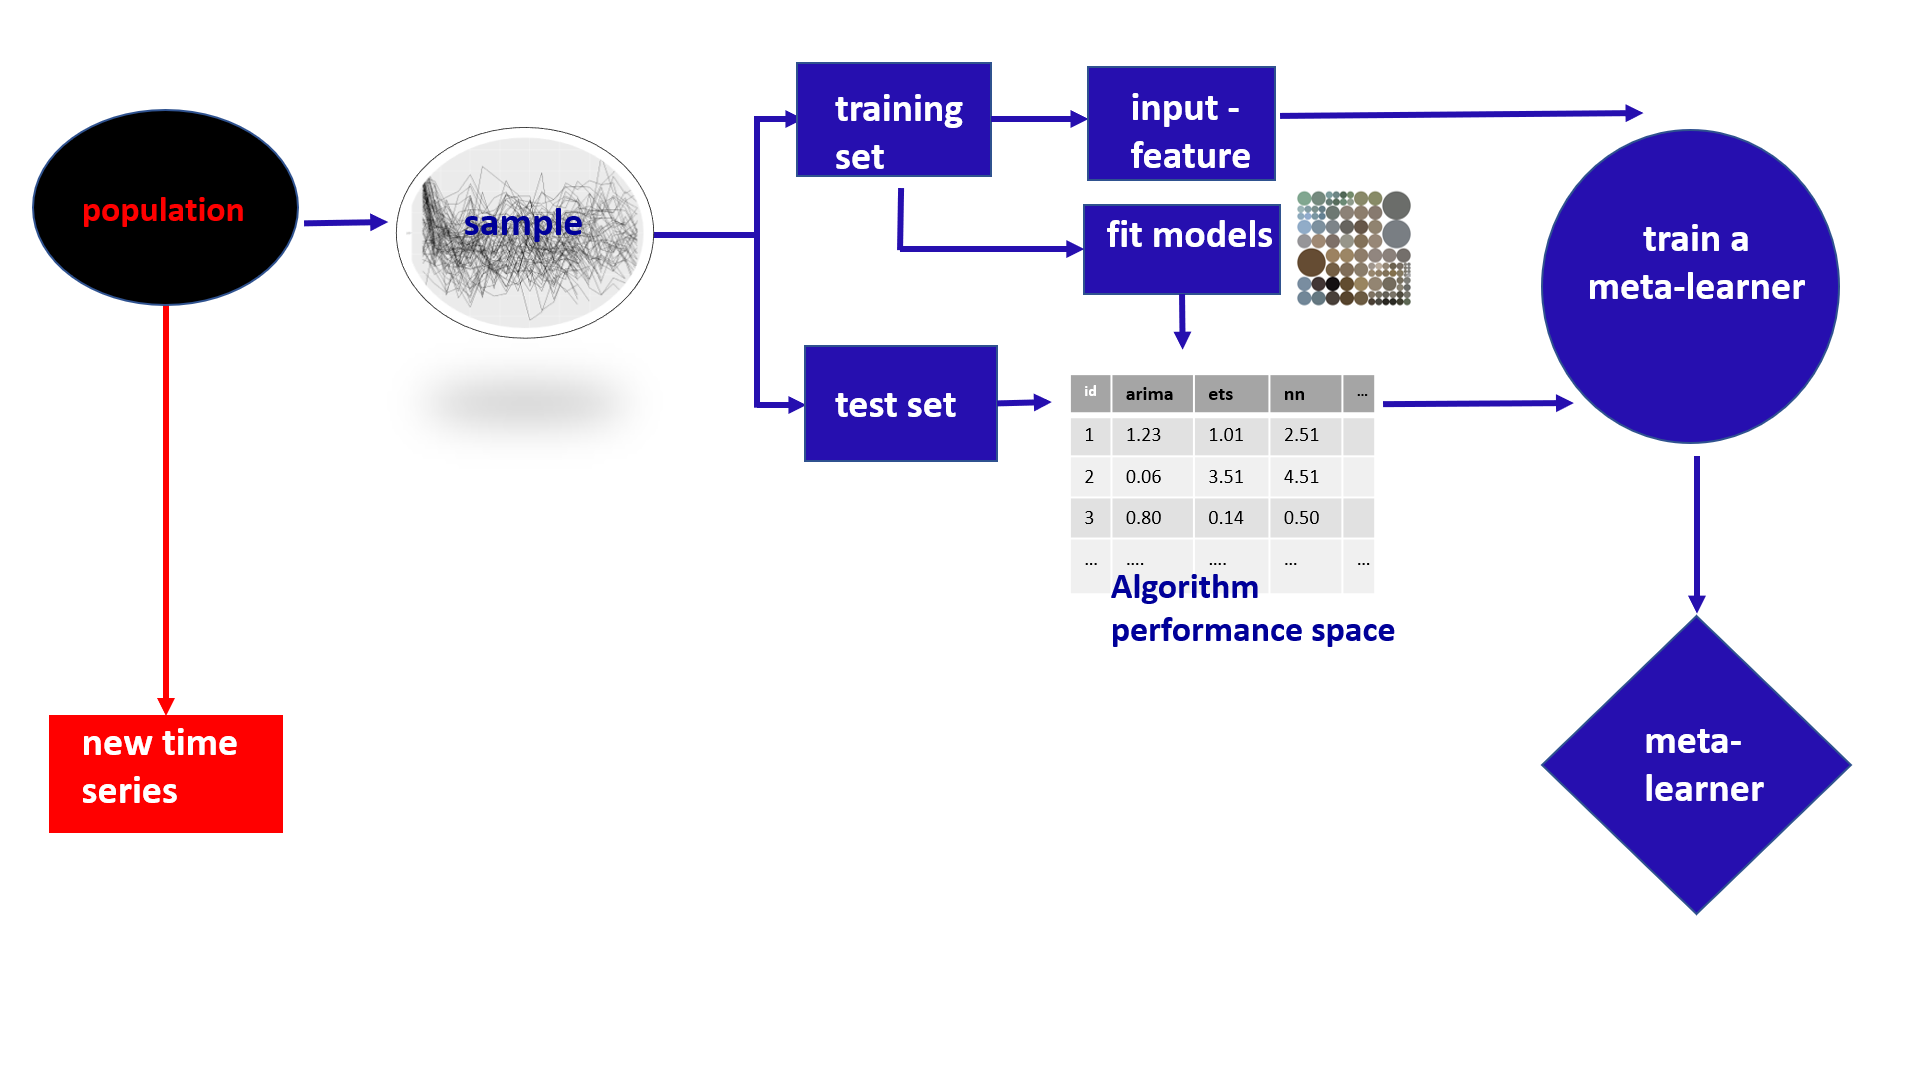 population
sample
training
set
input -
feature
fit models
test set
train a
meta-learner
id arima ets nn ...
1 1.23 1.01 2.51
2 0.06 3.51 4.51
3 0.80 0.14 0.50
... .... .... ... ...
Algorithm
performance space
new time
series
meta-
learner